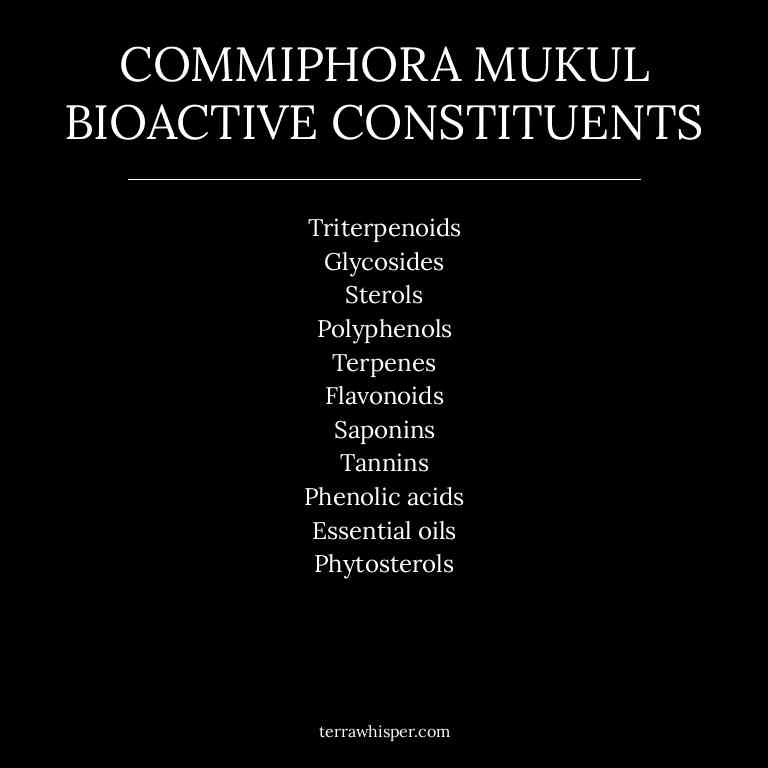 COMMIPHORA MUKUL
BIOACTIVE CONSTITUENTS
Triterpenoids
Glycosides
Sterols
Polyphenols
Terpenes
Flavonoids
Saponins
Tannins
Phenolic acids
Essential oils
Phytosterols
terrawhisper.com